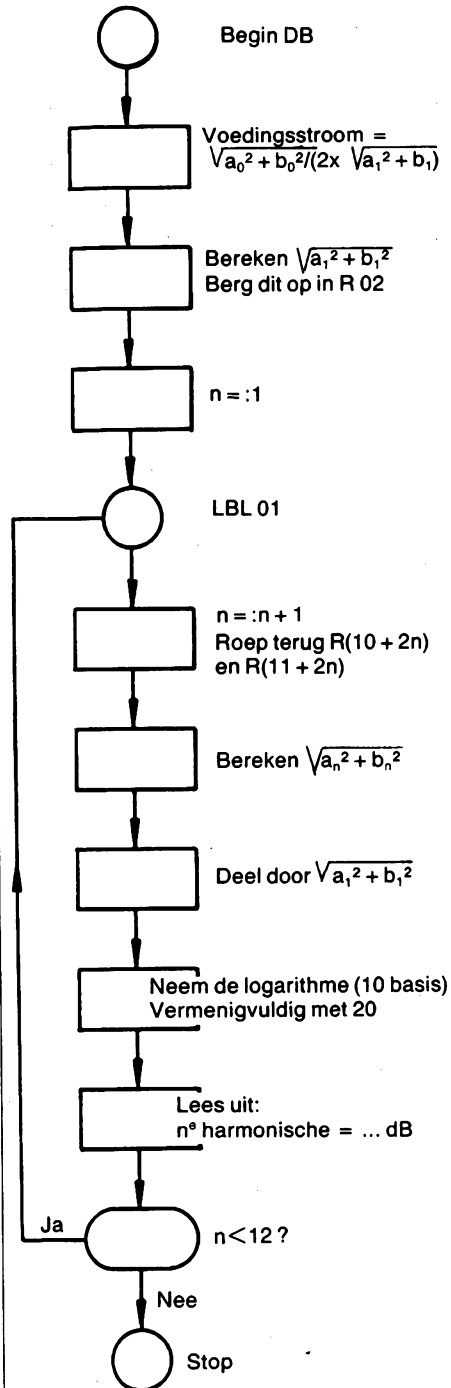 Begin DB
Voedingsstroom =
√a₀² + b₀²/(2x √a₁² + b₁)
Bereken √a₁² + b₁²
Berg dit op in R 02
n = :1
LBL 01
n = :n + 1
Roep terug R(10 + 2n)
en R(11 + 2n)
Bereken √aₙ² + bₙ²
Deel door √a₁² + b₁²
Neem de logarithme (10 basis)
Vermenigvuldig met 20
Lees uit:
nᵉ harmonische = ... dB
Ja
n<12 ?
Nee
Stop